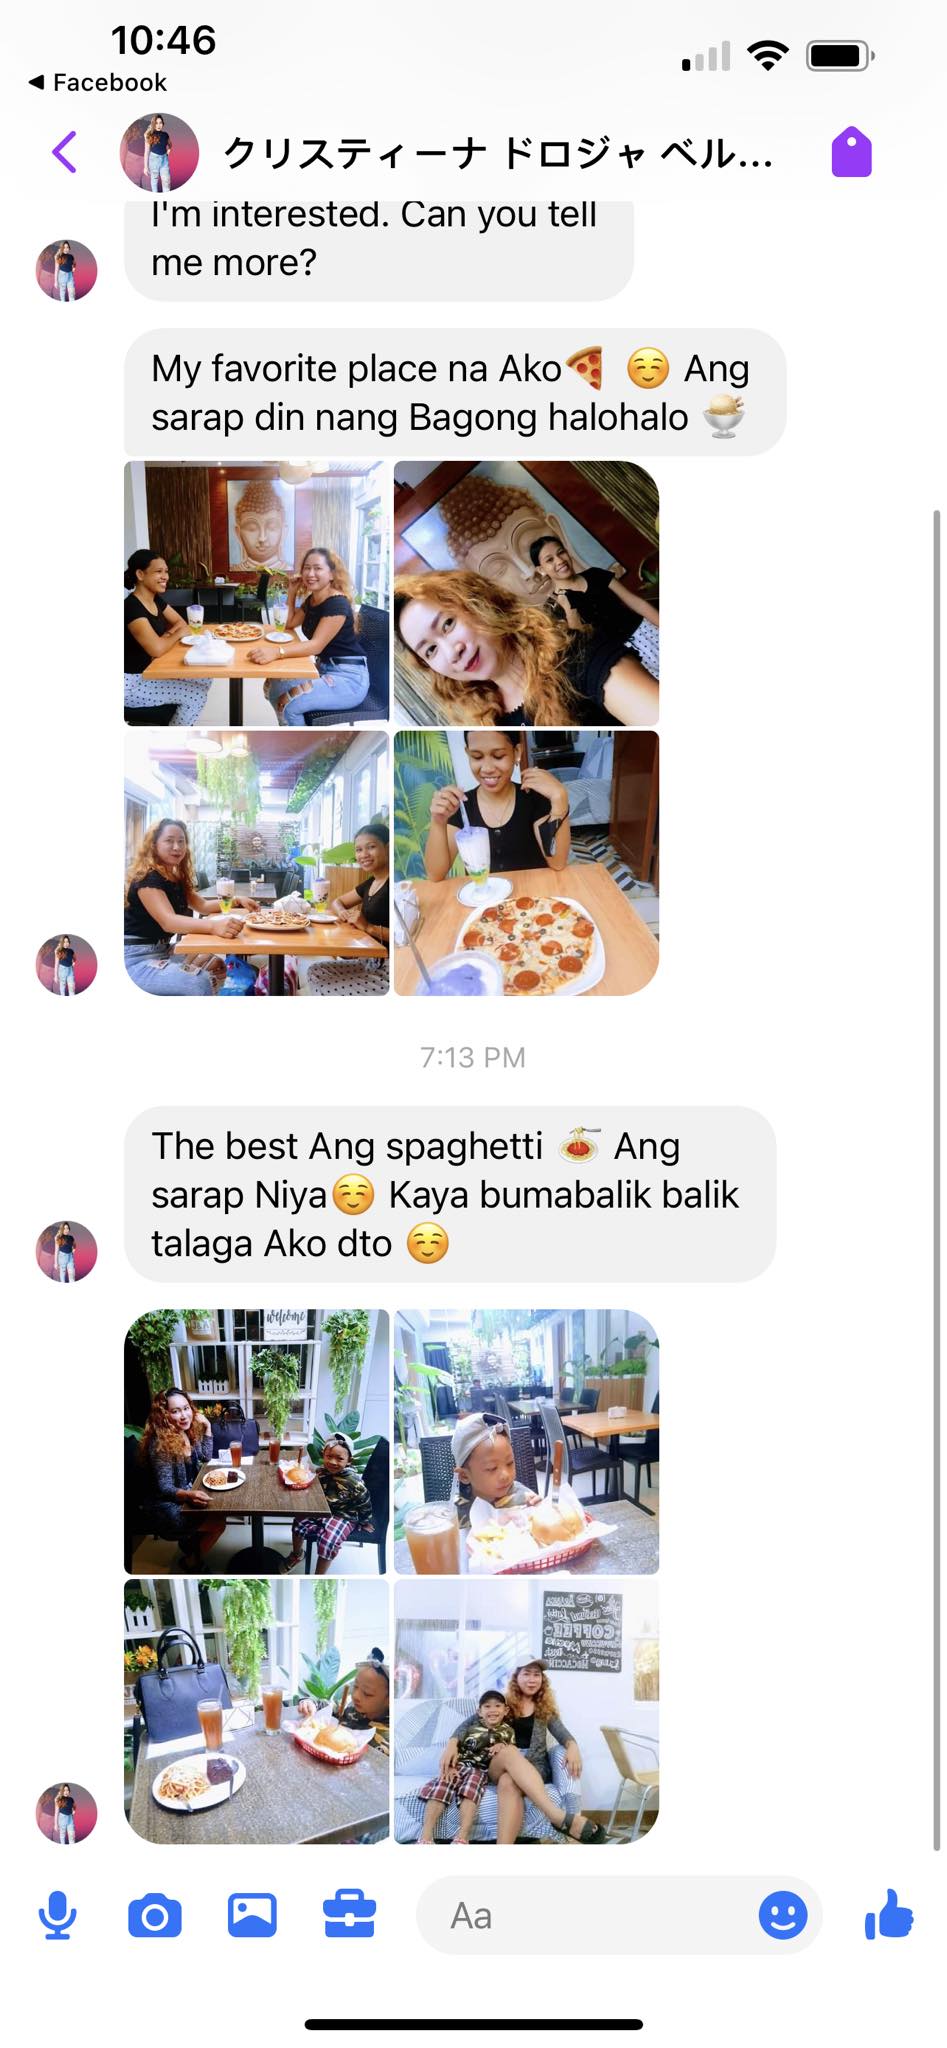 10:46
Facebook
クリスティーナ ドロジャ ベル...
I'm interested. Can you tell
me more?
My favorite place na Ako🍕 ☺️ Ang
sarap din nang Bagong halohalo 🍨
7:13 PM
The best Ang spaghetti 🍝 Ang
sarap Niya☺️ Kaya bumabalik balik
talaga Ako dto ☺️
welcome
COFFEE
Aa